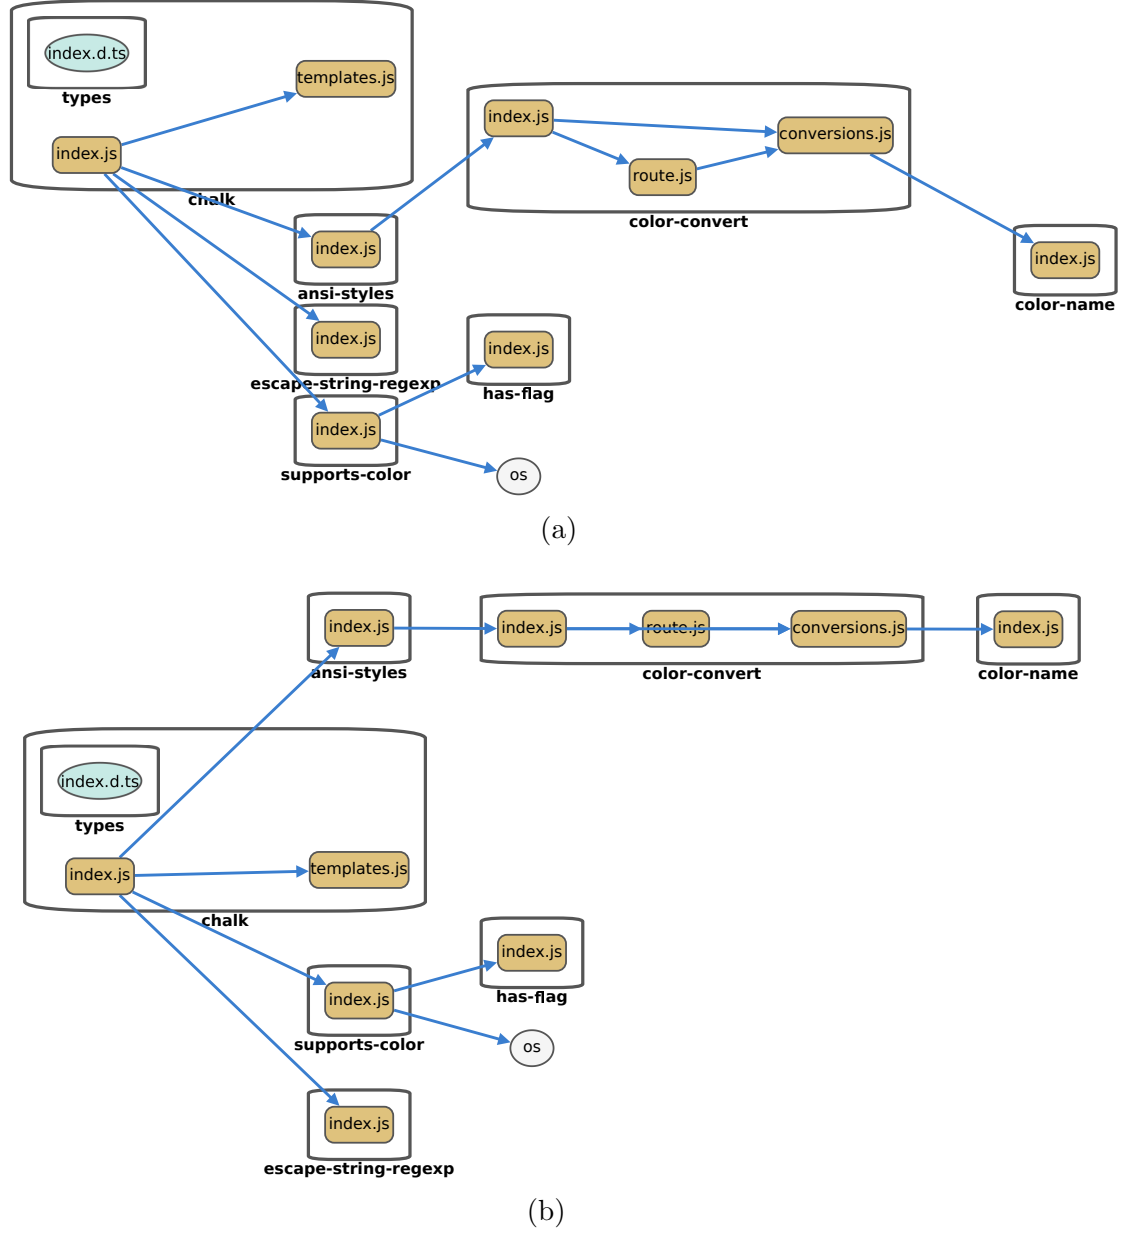 index.d.ts
types
templates.js
index.js
chalk
index.js
route.js
conversions.js
color-convert
index.js
ansi-styles
index.js
color-name
index.js
escape-string-regexp
index.js
has-flag
index.js
supports-color
os
(a)
index.js
ansi-styles
index.js
route.js
conversions.js
color-convert
index.js
color-name
index.d.ts
types
index.js
templates.js
chalk
index.js
has-flag
index.js
supports-color
os
index.js
escape-string-regexp
(b)